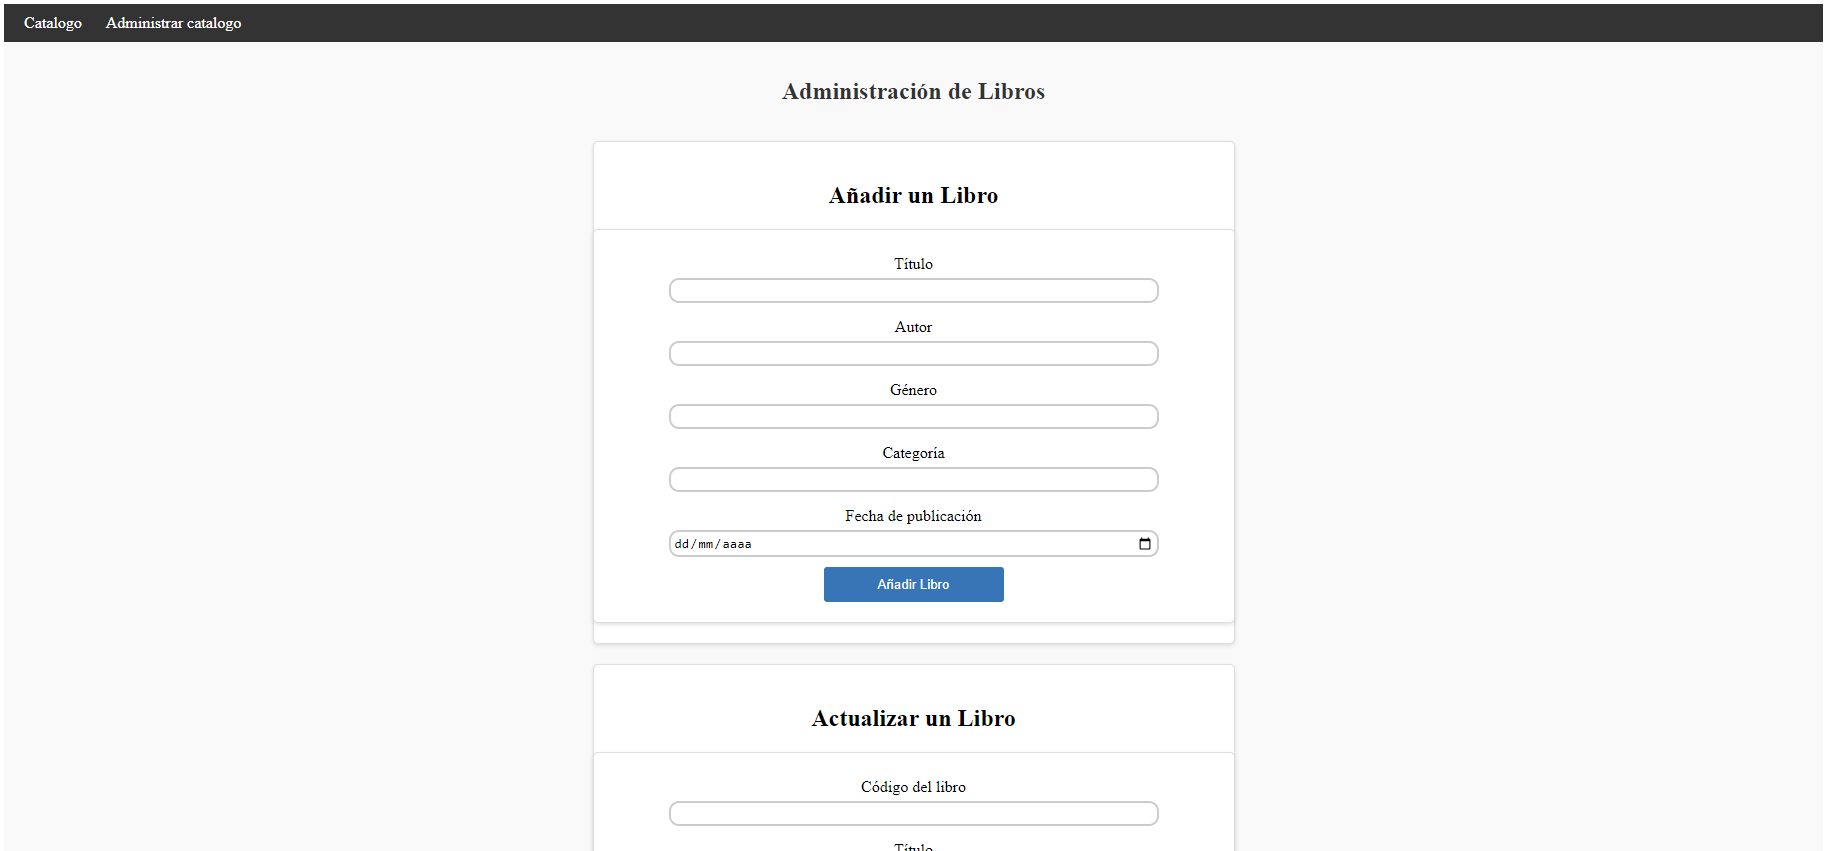 Catalogo Administrar catalogo
Administración de Libros
Añadir un Libro
Título
Autor
Género
Categoría
Fecha de publicación
dd/mm/aaaa
Añadir Libro
Actualizar un Libro
Código del libro
Título